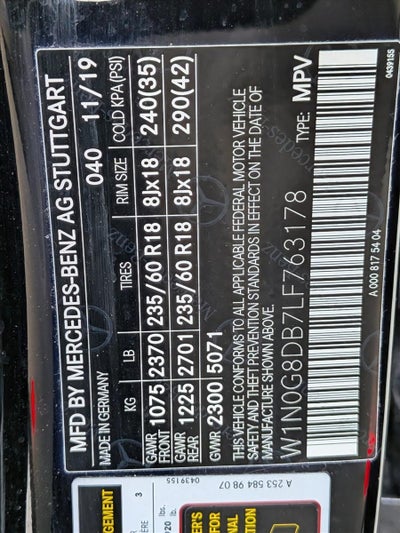 MFD BY MERCEDES-BENZ AG STUTTGART
MADE IN GERMANY 040 11/19
KG LB TIRES RIM SIZE COLD KPA(PSI)
GAWR FRONT 1075 2370 235/60 R18 8Jx18 240(35)
GAWR REAR 1225 2701 235/60 R18 8Jx18 290(42)
GVWR 2300 5071
THIS VEHICLE CONFORMS TO ALL APPLICABLE FEDERAL MOTOR VEHICLE
SAFETY AND THEFT PREVENTION STANDARDS IN EFFECT ON THE DATE OF
MANUFACTURE SHOWN ABOVE.
W1N0G8DB7LF763178 TYPE: MPV
A 000 817 54 04
0439155
A 253 584 98 07
0439155
3